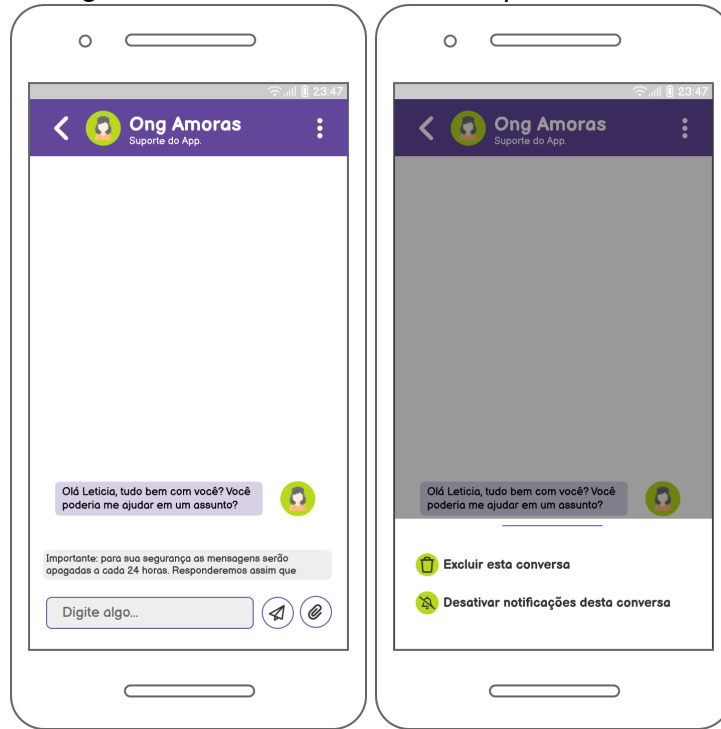 23:47
Ong Amoras
Suporte do App.
Olá Leticia, tudo bem com você? Você
poderia me ajudar em um assunto?
Importante: para sua segurança as mensagens serão
apagadas a cada 24 horas. Responderemos assim que
Digite algo...
23:47
Ong Amoras
Suporte do App.
Olá Leticia, tudo bem com você? Você
poderia me ajudar em um assunto?
Excluir esta conversa
Desativar notificações desta conversa